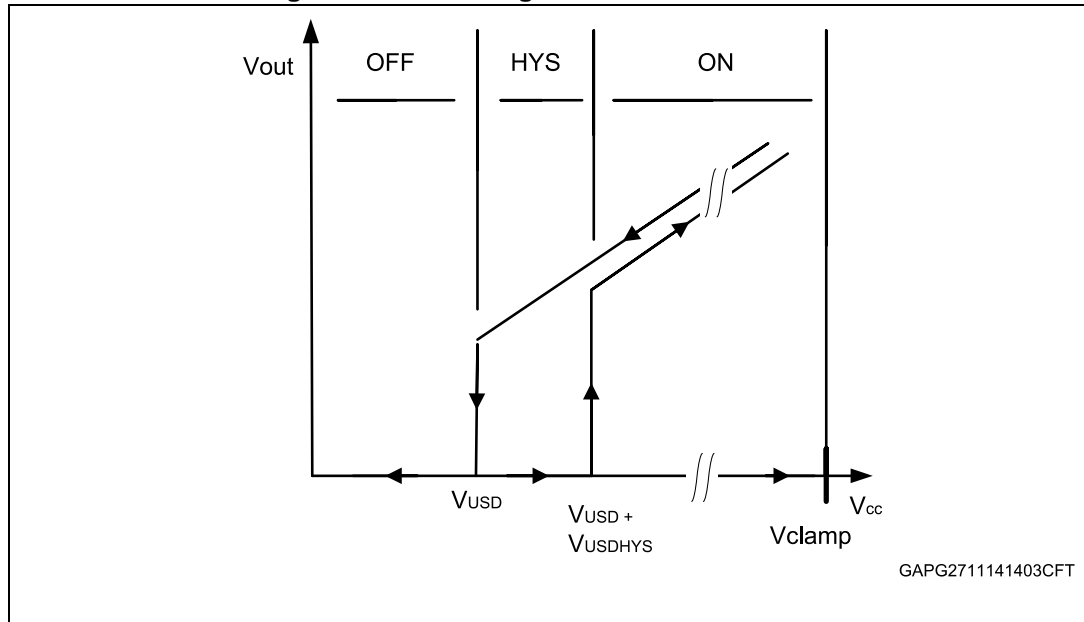 Vout
OFF
HYS
ON
VUSD
VUSD +
VUSDHYS
Vcc
Vclamp
GAPG2711141403CFT